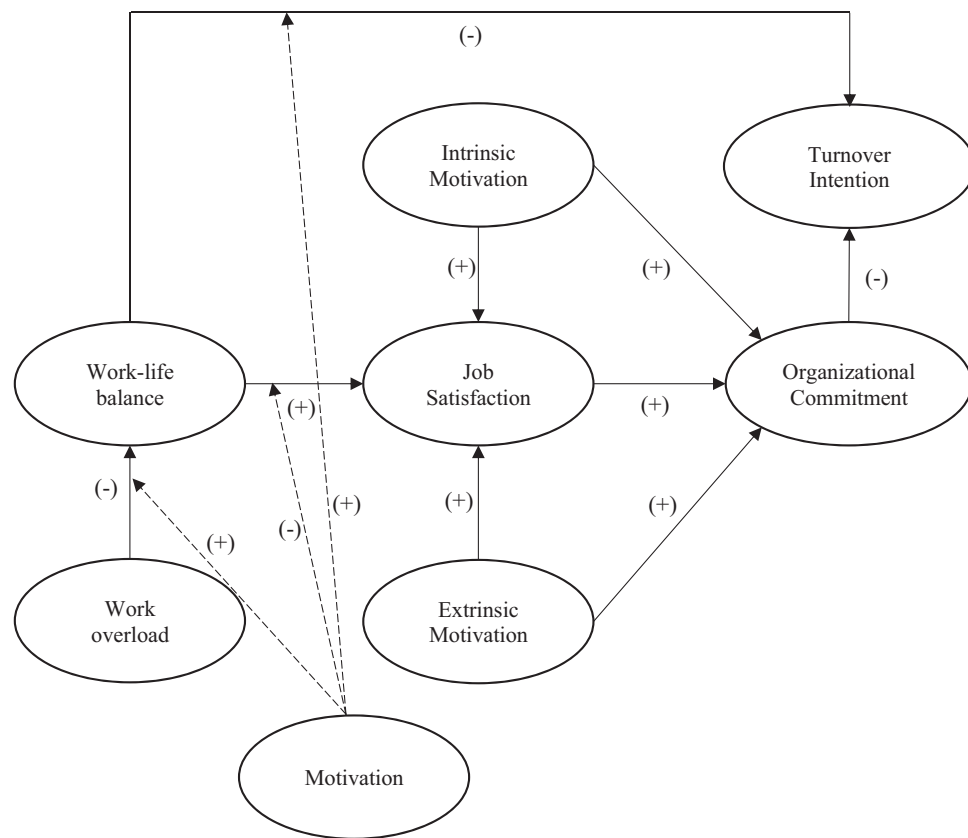 (-)
Intrinsic
Motivation
Turnover
Intention
(+)
(+)
(-)
Work-life
balance
Job
Satisfaction
Organizational
Commitment
(+)
(+)
(-)
(+)
(+)
(+)
(-)
(+)
Work
overload
Extrinsic
Motivation
Motivation